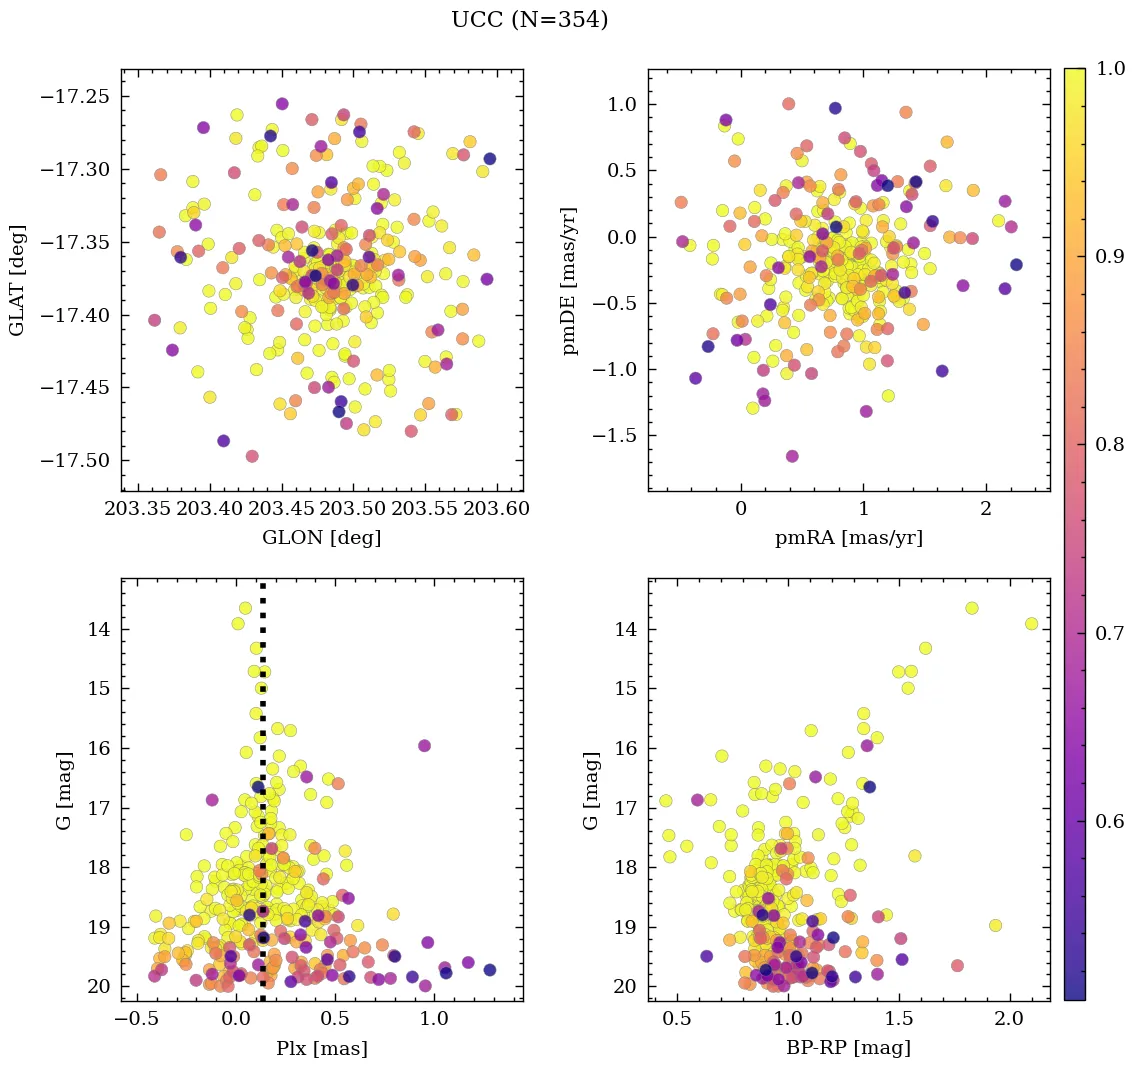 UCC (N=354)
−17.25
−17.30
−17.35
−17.40
−17.45
−17.50
GLAT [deg]
203.35 203.40 203.45 203.50 203.55 203.60
GLON [deg]
1.0
0.5
0.0
−0.5
−1.0
−1.5
pmDE [mas/yr]
0 1 2
pmRA [mas/yr]
1.0
0.9
0.8
0.7
0.6
14
15
16
17
18
19
20
G [mag]
−0.5 0.0 0.5 1.0
Plx [mas]
14
15
16
17
18
19
20
G [mag]
0.5 1.0 1.5 2.0
BP-RP [mag]